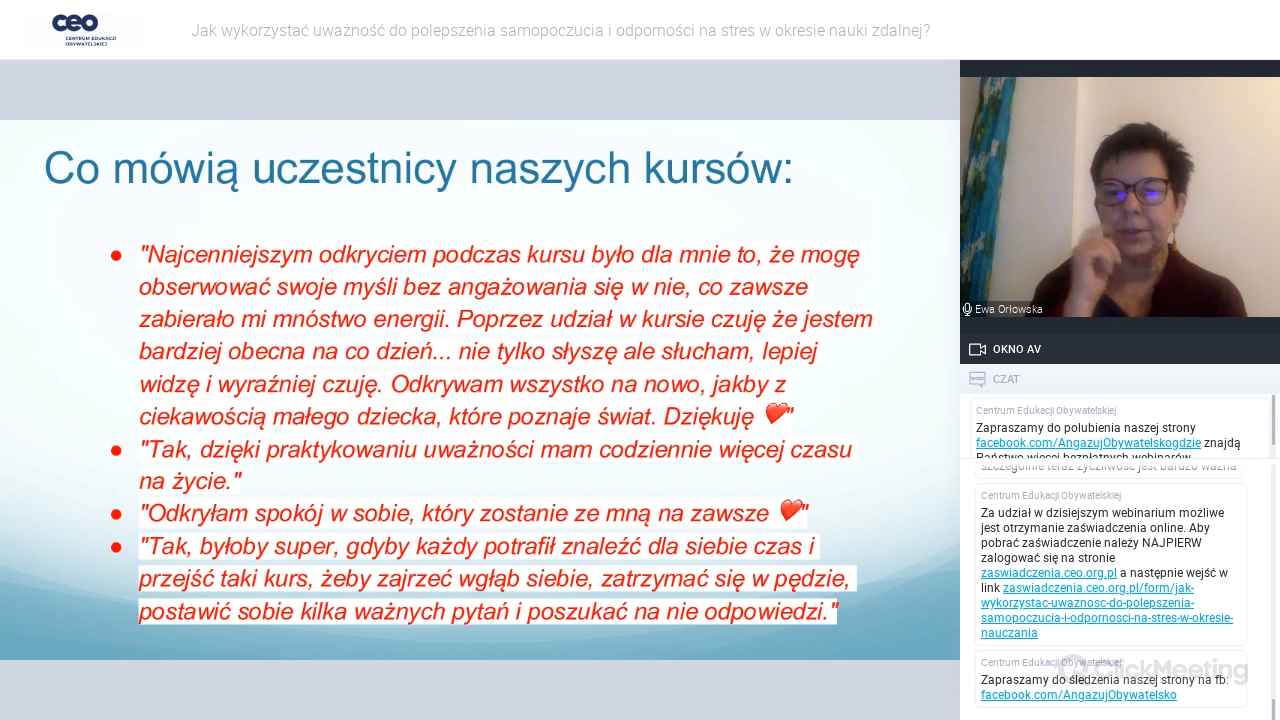 ceo
CENTRUM EDUKACJI
OBYWATELSKIEJ
Jak wykorzystać uważność do polepszenia samopoczucia i odporności na stres w okresie nauki zdalnej?
Co mówią uczestnicy naszych kursów:
● "Najcenniejszym odkryciem podczas kursu było dla mnie to, że mogę
obserwować swoje myśli bez angażowania się w nie, co zawsze
zabierało mi mnóstwo energii. Poprzez udział w kursie czuję że jestem
bardziej obecna na co dzień... nie tylko słyszę ale słucham, lepiej
widzę i wyraźniej czuję. Odkrywam wszystko na nowo, jakby z
ciekawością małego dziecka, które poznaje świat. Dziękuję ❤️"
● "Tak, dzięki praktykowaniu uważności mam codziennie więcej czasu
na życie."
● "Odkryłam spokój w sobie, który zostanie ze mną na zawsze ❤️"
● "Tak, byłoby super, gdyby każdy potrafił znaleźć dla siebie czas i
przejść taki kurs, żeby zajrzeć wgłąb siebie, zatrzymać się w pędzie,
postawić sobie kilka ważnych pytań i poszukać na nie odpowiedzi."
Ewa Orłowska
OKNO AV
CZAT
Centrum Edukacji Obywatelskiej
Zapraszamy do polubienia naszej strony
facebook.com/AngazujObywatelskogdzie znajdą
Państwo więcej bezpłatnych webinarów
szczególnie teraz życzliwość jest bardzo ważna
Centrum Edukacji Obywatelskiej
Za udział w dzisiejszym webinarium możliwe
jest otrzymanie zaświadczenia online. Aby
pobrać zaświadczenie należy NAJPIERW
zalogować się na stronie
zaswiadczenia.ceo.org.pl a następnie wejść w
link zaswiadczenia.ceo.org.pl/form/jak-
wykorzystac-uwaznosc-do-polepszenia-
samopoczucia-i-odpornosci-na-stres-w-okresie-
nauczania
Centrum Edukacji Obywatelskiej
ClickMeeting
Zapraszamy do śledzenia naszej strony na fb:
facebook.com/AngazujObywatelsko